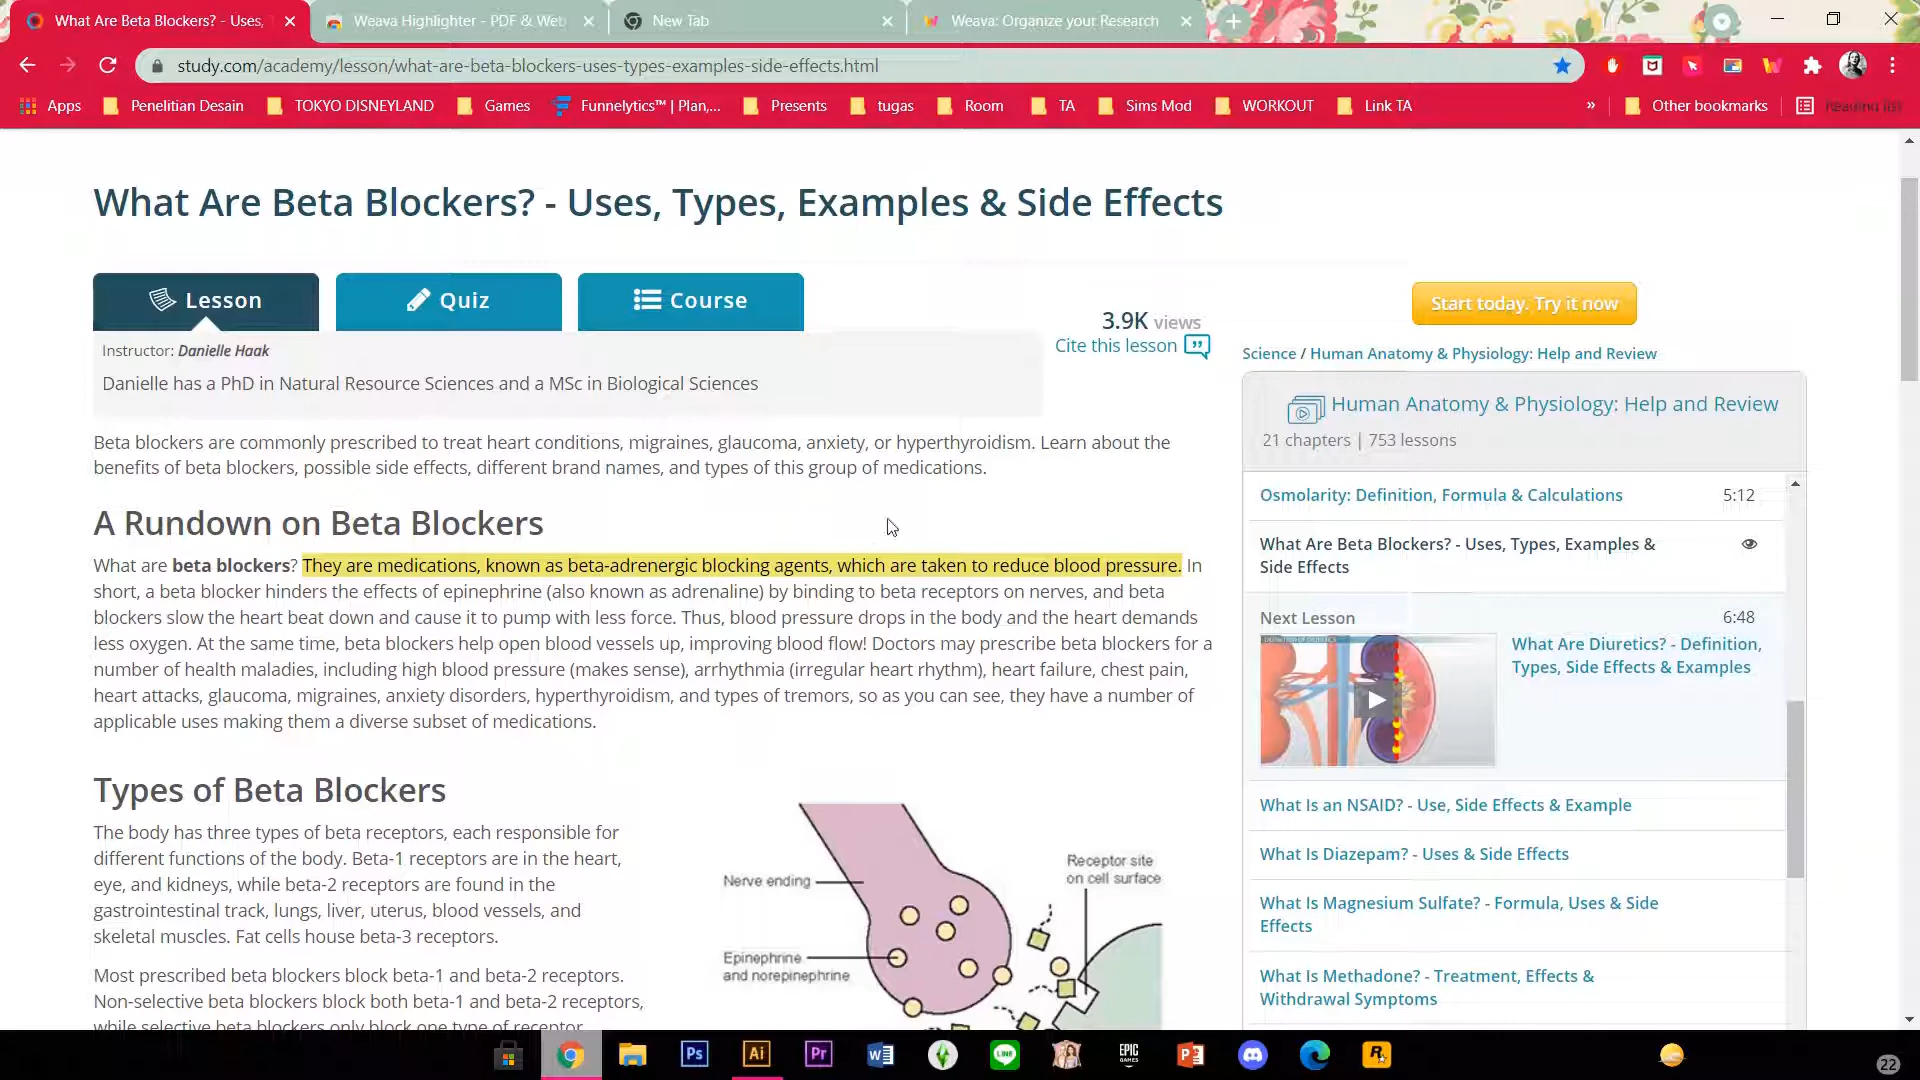 What Are Beta Blockers? - Uses,
Weava Highlighter - PDF & Web
New Tab
Weava: Organize your Research
study.com/academy/lesson/what-are-beta-blockers-uses-types-examples-side-effects.html
Apps
Penelitian Desain
TOKYO DISNEYLAND
Games
Funnelytics™ | Plan,...
Presents
tugas
Room
TA
Sims Mod
WORKOUT
Link TA
»
Other bookmarks
Reading list
What Are Beta Blockers? - Uses, Types, Examples & Side Effects
Lesson
Quiz
Course
3.9K views
Cite this lesson
Instructor: Danielle Haak
Danielle has a PhD in Natural Resource Sciences and a MSc in Biological Sciences
Beta blockers are commonly prescribed to treat heart conditions, migraines, glaucoma, anxiety, or hyperthyroidism. Learn about the
benefits of beta blockers, possible side effects, different brand names, and types of this group of medications.
A Rundown on Beta Blockers
What are beta blockers? They are medications, known as beta-adrenergic blocking agents, which are taken to reduce blood pressure. In
short, a beta blocker hinders the effects of epinephrine (also known as adrenaline) by binding to beta receptors on nerves, and beta
blockers slow the heart beat down and cause it to pump with less force. Thus, blood pressure drops in the body and the heart demands
less oxygen. At the same time, beta blockers help open blood vessels up, improving blood flow! Doctors may prescribe beta blockers for a
number of health maladies, including high blood pressure (makes sense), arrhythmia (irregular heart rhythm), heart failure, chest pain,
heart attacks, glaucoma, migraines, anxiety disorders, hyperthyroidism, and types of tremors, so as you can see, they have a number of
applicable uses making them a diverse subset of medications.
Types of Beta Blockers
The body has three types of beta receptors, each responsible for
different functions of the body. Beta-1 receptors are in the heart,
eye, and kidneys, while beta-2 receptors are found in the
gastrointestinal track, lungs, liver, uterus, blood vessels, and
skeletal muscles. Fat cells house beta-3 receptors.
Most prescribed beta blockers block beta-1 and beta-2 receptors.
Non-selective beta blockers block both beta-1 and beta-2 receptors,
while selective beta blockers only block one type of receptor
Nerve ending
Epinephrine
and norepinephrine
Receptor site
on cell surface
Start today. Try it now
Science / Human Anatomy & Physiology: Help and Review
Human Anatomy & Physiology: Help and Review
21 chapters | 753 lessons
Osmolarity: Definition, Formula & Calculations
5:12
What Are Beta Blockers? - Uses, Types, Examples &
Side Effects
Next Lesson
6:48
What Are Diuretics? - Definition,
Types, Side Effects & Examples
What Is an NSAID? - Use, Side Effects & Example
What Is Diazepam? - Uses & Side Effects
What Is Magnesium Sulfate? - Formula, Uses & Side
Effects
What Is Methadone? - Treatment, Effects &
Withdrawal Symptoms
Ps
Ai
Pr
W
LINE
EPIC
GAMES
P
R
22